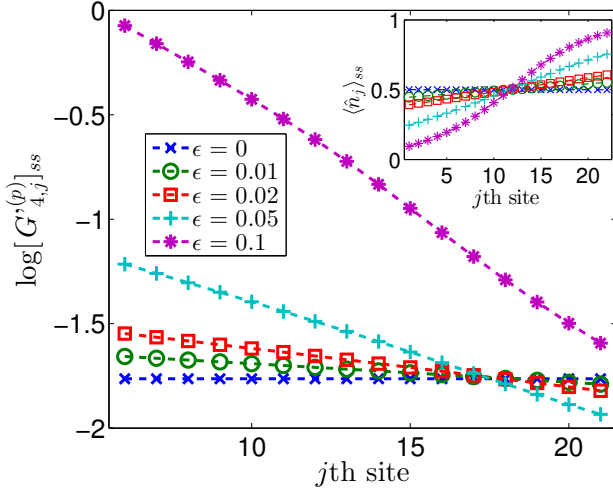 0
−0.5
−1
−1.5
−2
10
15
20
jth site
log[G'^{(p)}_{4,j}]_{ss}
ϵ = 0
ϵ = 0.01
ϵ = 0.02
ϵ = 0.05
ϵ = 0.1
1
0.5
0
5
10
15
20
jth site
⟨n̂_j⟩_{ss}